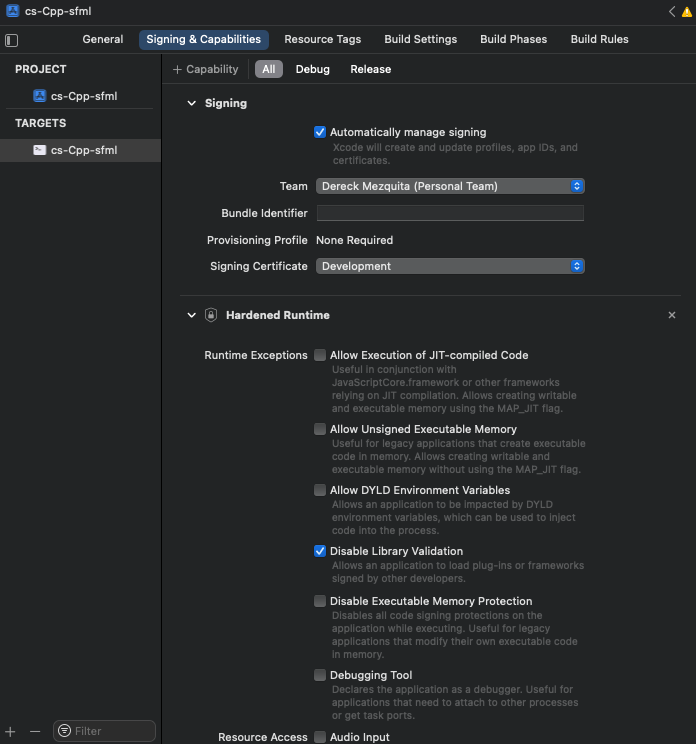 cs-Cpp-sfml
General
Signing & Capabilities
Resource Tags
Build Settings
Build Phases
Build Rules
PROJECT
cs-Cpp-sfml
TARGETS
cs-Cpp-sfml
+ Capability
All
Debug
Release
Signing
Automatically manage signing
Xcode will create and update profiles, app IDs, and
certificates.
Team
Dereck Mezquita (Personal Team)
Bundle Identifier
Provisioning Profile
None Required
Signing Certificate
Development
Hardened Runtime
Runtime Exceptions
Allow Execution of JIT-compiled Code
Useful in conjunction with
JavaScriptCore.framework or other frameworks
relying on JIT compilation. Allows creating writable
and executable memory using the MAP_JIT flag.
Allow Unsigned Executable Memory
Useful for legacy applications that create executable
code in memory. Allows creating writable and
executable memory without using the MAP_JIT flag.
Allow DYLD Environment Variables
Allows an application to be impacted by DYLD
environment variables, which can be used to inject
code into the process.
Disable Library Validation
Allows an application to load plug-ins or frameworks
signed by other developers.
Disable Executable Memory Protection
Disables all code signing protections on the
application while executing. Useful for legacy
applications that modify their own executable code
in memory.
Debugging Tool
Declares the application as a debugger. Useful for
applications that need to attach to other processes
or get task ports.
Resource Access
Audio Input
Filter